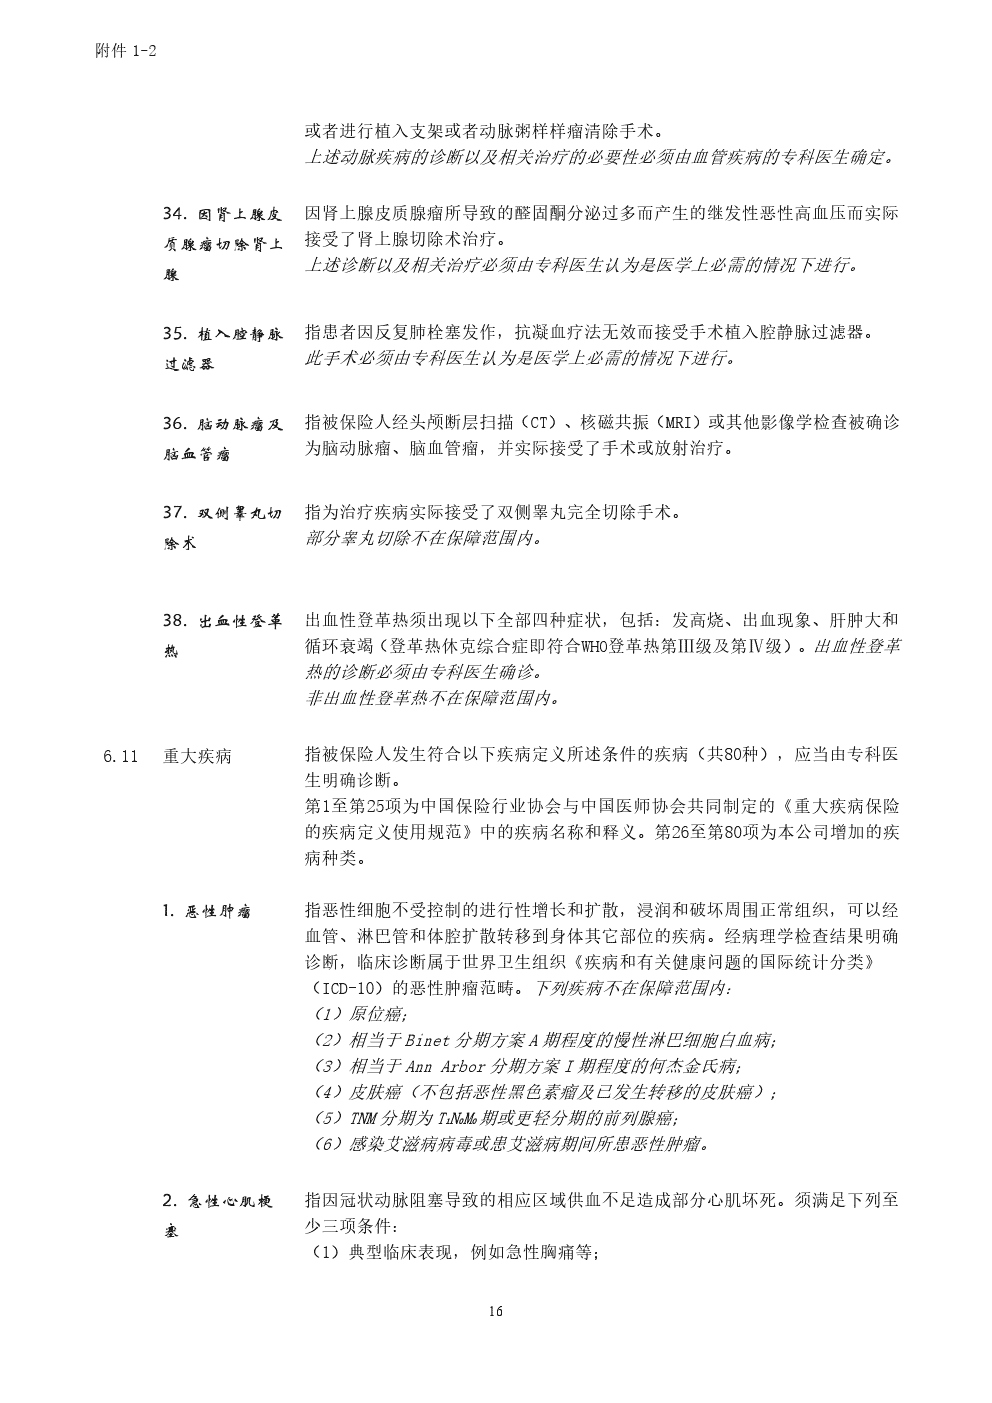 附件 1-2
或者进行植入支架或者动脉粥样样瘤清除手术。
上述动脉疾病的诊断以及相关治疗的必要性必须由血管疾病的专科医生确定。
34. 因肾上腺皮
质腺瘤切除肾上
腺
因肾上腺皮质腺瘤所导致的醛固酮分泌过多而产生的继发性恶性高血压而实际
接受了肾上腺切除术治疗。
上述诊断以及相关治疗必须由专科医生认为是医学上必需的情况下进行。
35. 植入腔静脉
过滤器
指患者因反复肺栓塞发作，抗凝血疗法无效而接受手术植入腔静脉过滤器。
此手术必须由专科医生认为是医学上必需的情况下进行。
36. 脑动脉瘤及
脑血管瘤
指被保险人经头颅断层扫描（CT）、核磁共振（MRI）或其他影像学检查被确诊
为脑动脉瘤、脑血管瘤，并实际接受了手术或放射治疗。
37. 双侧睾丸切
除术
指为治疗疾病实际接受了双侧睾丸完全切除手术。
部分睾丸切除不在保障范围内。
38. 出血性登革
热
出血性登革热须出现以下全部四种症状，包括：发高烧、出血现象、肝肿大和
循环衰竭（登革热休克综合症即符合WHO登革热第Ⅲ级及第Ⅳ级）。出血性登革
热的诊断必须由专科医生确诊。
非出血性登革热不在保障范围内。
6.11 重大疾病
指被保险人发生符合以下疾病定义所述条件的疾病（共80种），应当由专科医
生明确诊断。
第1至第25项为中国保险行业协会与中国医师协会共同制定的《重大疾病保险
的疾病定义使用规范》中的疾病名称和释义。第26至第80项为本公司增加的疾
病种类。
1. 恶性肿瘤
指恶性细胞不受控制的进行性增长和扩散，浸润和破坏周围正常组织，可以经
血管、淋巴管和体腔扩散转移到身体其它部位的疾病。经病理学检查结果明确
诊断，临床诊断属于世界卫生组织《疾病和有关健康问题的国际统计分类》
（ICD-10）的恶性肿瘤范畴。下列疾病不在保障范围内：
（1）原位癌；
（2）相当于 Binet 分期方案 A 期程度的慢性淋巴细胞白血病；
（3）相当于 Ann Arbor 分期方案 I 期程度的何杰金氏病；
（4）皮肤癌（不包括恶性黑色素瘤及已发生转移的皮肤癌）；
（5）TNM 分期为 T₁N₀M₀ 期或更轻分期的前列腺癌；
（6）感染艾滋病病毒或患艾滋病期间所患恶性肿瘤。
2. 急性心肌梗
塞
指因冠状动脉阻塞导致的相应区域供血不足造成部分心肌坏死。须满足下列至
少三项条件：
（1）典型临床表现，例如急性胸痛等；
16